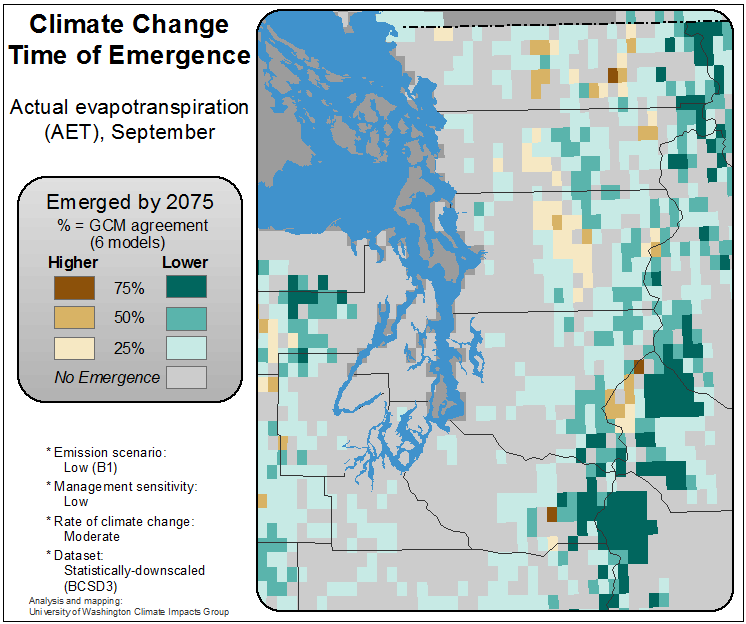 Climate Change
Time of Emergence
Actual evapotranspiration
(AET), September
Emerged by 2075
% = GCM agreement
(6 models)
Higher Lower
75%
50%
25%
No Emergence
* Emission scenario:
Low (B1)
* Management sensitivity:
Low
* Rate of climate change:
Moderate
* Dataset:
Statistically-downscaled
(BCSD3)
Analysis and mapping:
University of Washington Climate Impacts Group